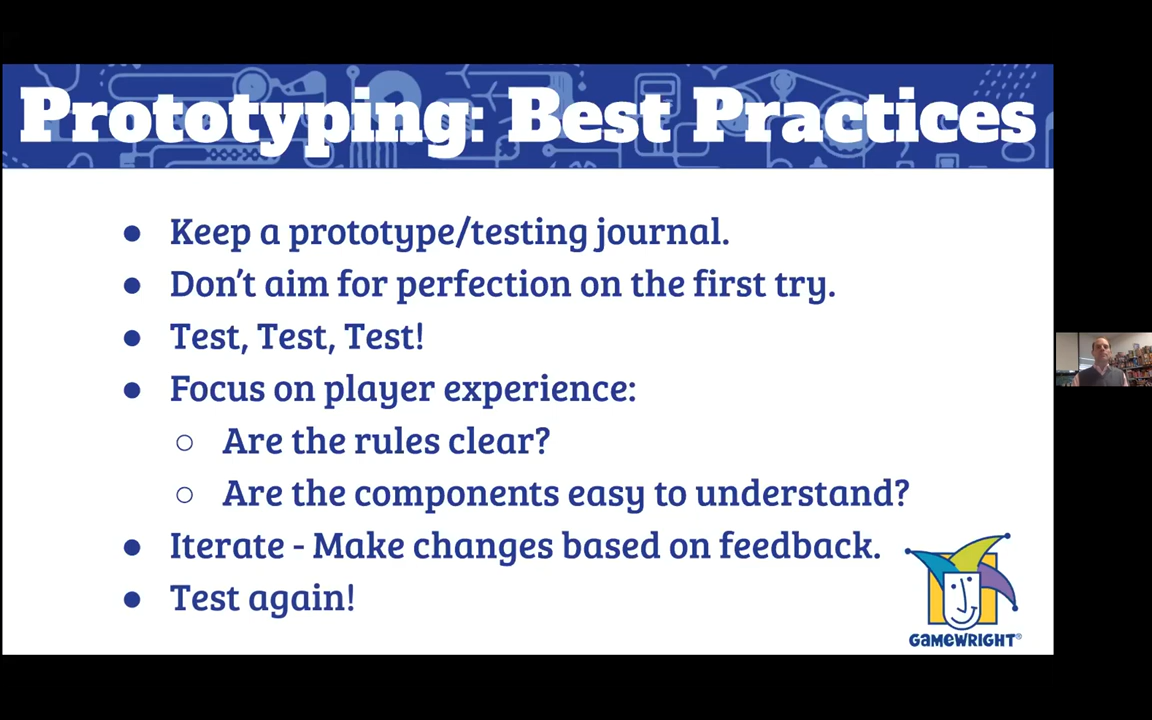 Prototyping: Best Practices
● Keep a prototype/testing journal.
● Don't aim for perfection on the first try.
● Test, Test, Test!
● Focus on player experience:
○ Are the rules clear?
○ Are the components easy to understand?
● Iterate - Make changes based on feedback.
● Test again!
GAMEWRIGHT®